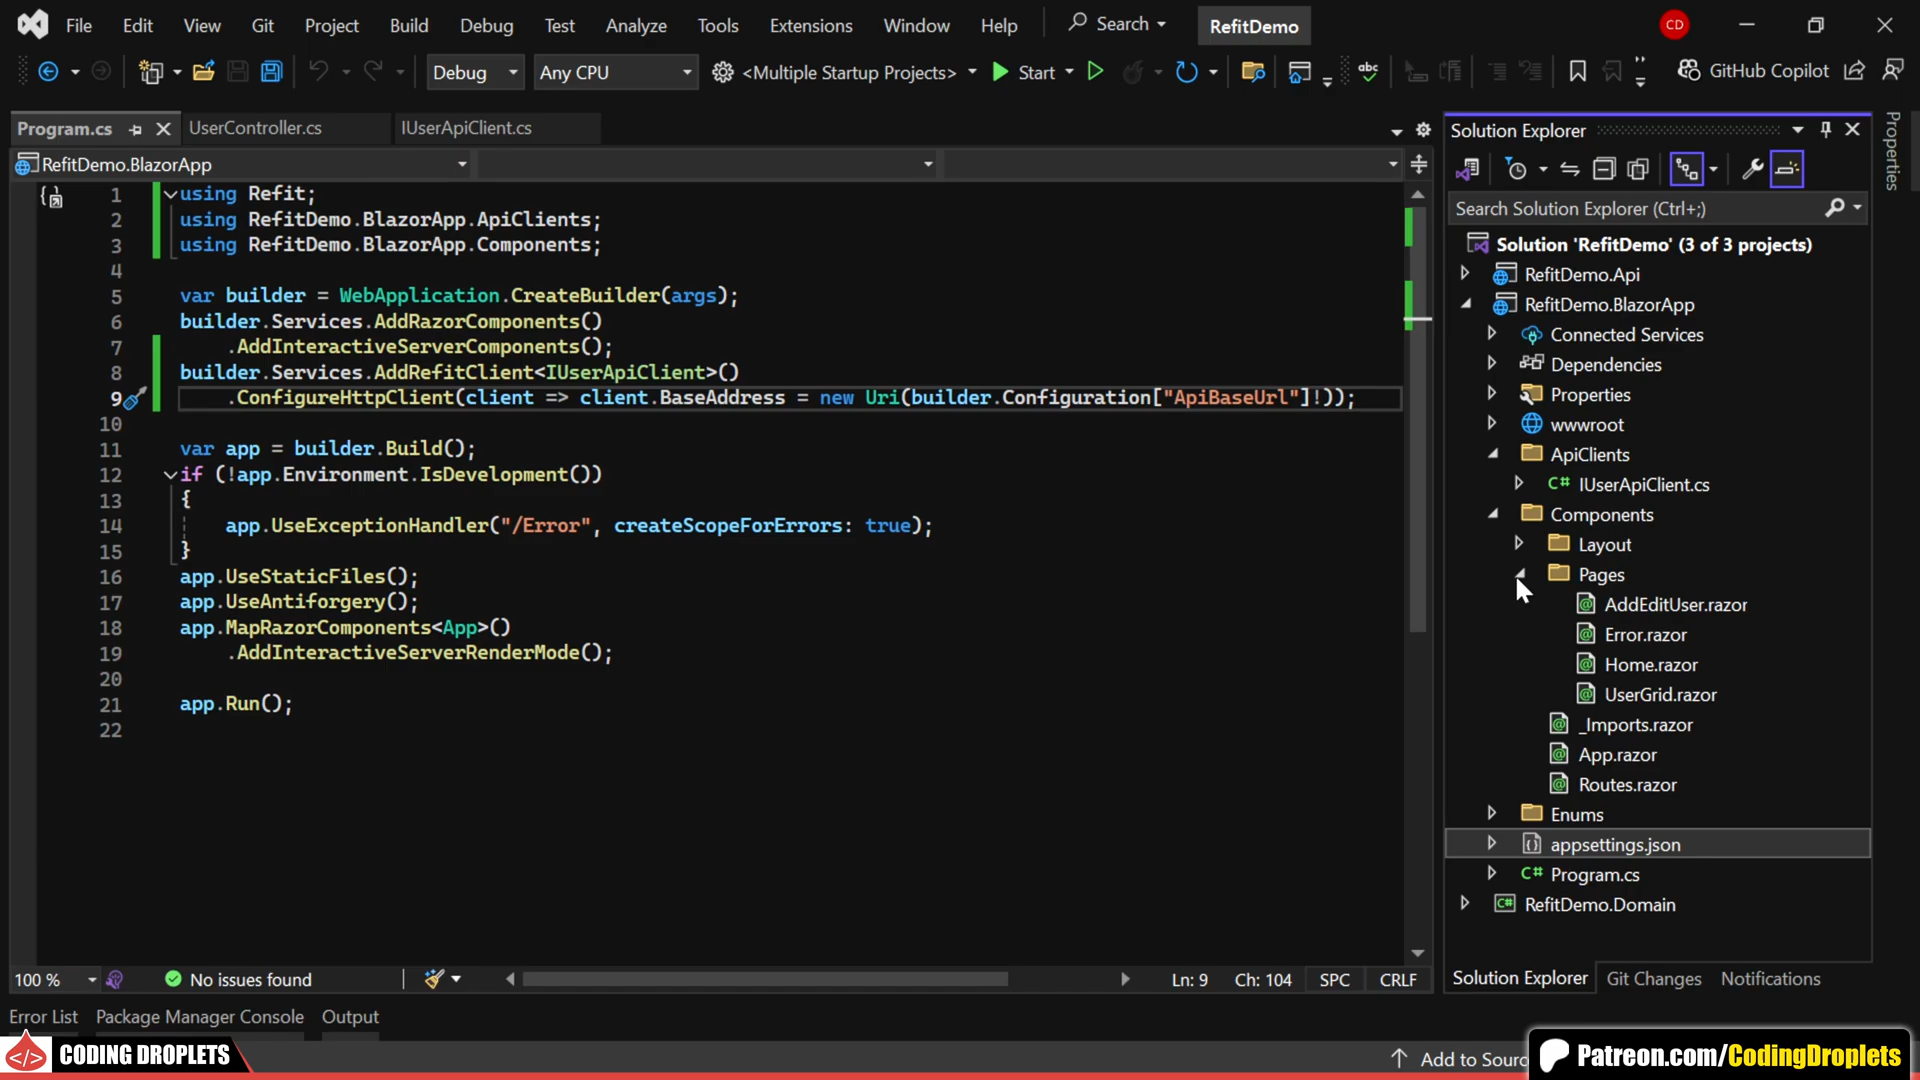 File Edit View Git Project Build Debug Test Analyze Tools Extensions Window Help Search RefitDemo CD
Debug Any CPU <Multiple Startup Projects> Start abc GitHub Copilot
Program.cs UserController.cs IUserApiClient.cs
RefitDemo.BlazorApp
1 using Refit;
2 using RefitDemo.BlazorApp.ApiClients;
3 using RefitDemo.BlazorApp.Components;
4
5 var builder = WebApplication.CreateBuilder(args);
6 builder.Services.AddRazorComponents()
7 .AddInteractiveServerComponents();
8 builder.Services.AddRefitClient<IUserApiClient>()
9 .ConfigureHttpClient(client => client.BaseAddress = new Uri(builder.Configuration["ApiBaseUrl"]!));
10
11 var app = builder.Build();
12 if (!app.Environment.IsDevelopment())
13 {
14 app.UseExceptionHandler("/Error", createScopeForErrors: true);
15 }
16 app.UseStaticFiles();
17 app.UseAntiforgery();
18 app.MapRazorComponents<App>()
19 .AddInteractiveServerRenderMode();
20
21 app.Run();
22
100 % No issues found Ln: 9 Ch: 104 SPC CRLF
Solution Explorer
Search Solution Explorer (Ctrl+;)
Solution 'RefitDemo' (3 of 3 projects)
RefitDemo.Api
RefitDemo.BlazorApp
Connected Services
Dependencies
Properties
wwwroot
ApiClients
C# IUserApiClient.cs
Components
Layout
Pages
AddEditUser.razor
Error.razor
Home.razor
UserGrid.razor
_Imports.razor
App.razor
Routes.razor
Enums
appsettings.json
C# Program.cs
C# RefitDemo.Domain
Solution Explorer Git Changes Notifications
Properties
Error List Package Manager Console Output
CODING DROPLETS
Add to Sourc
Patreon.com/CodingDroplets